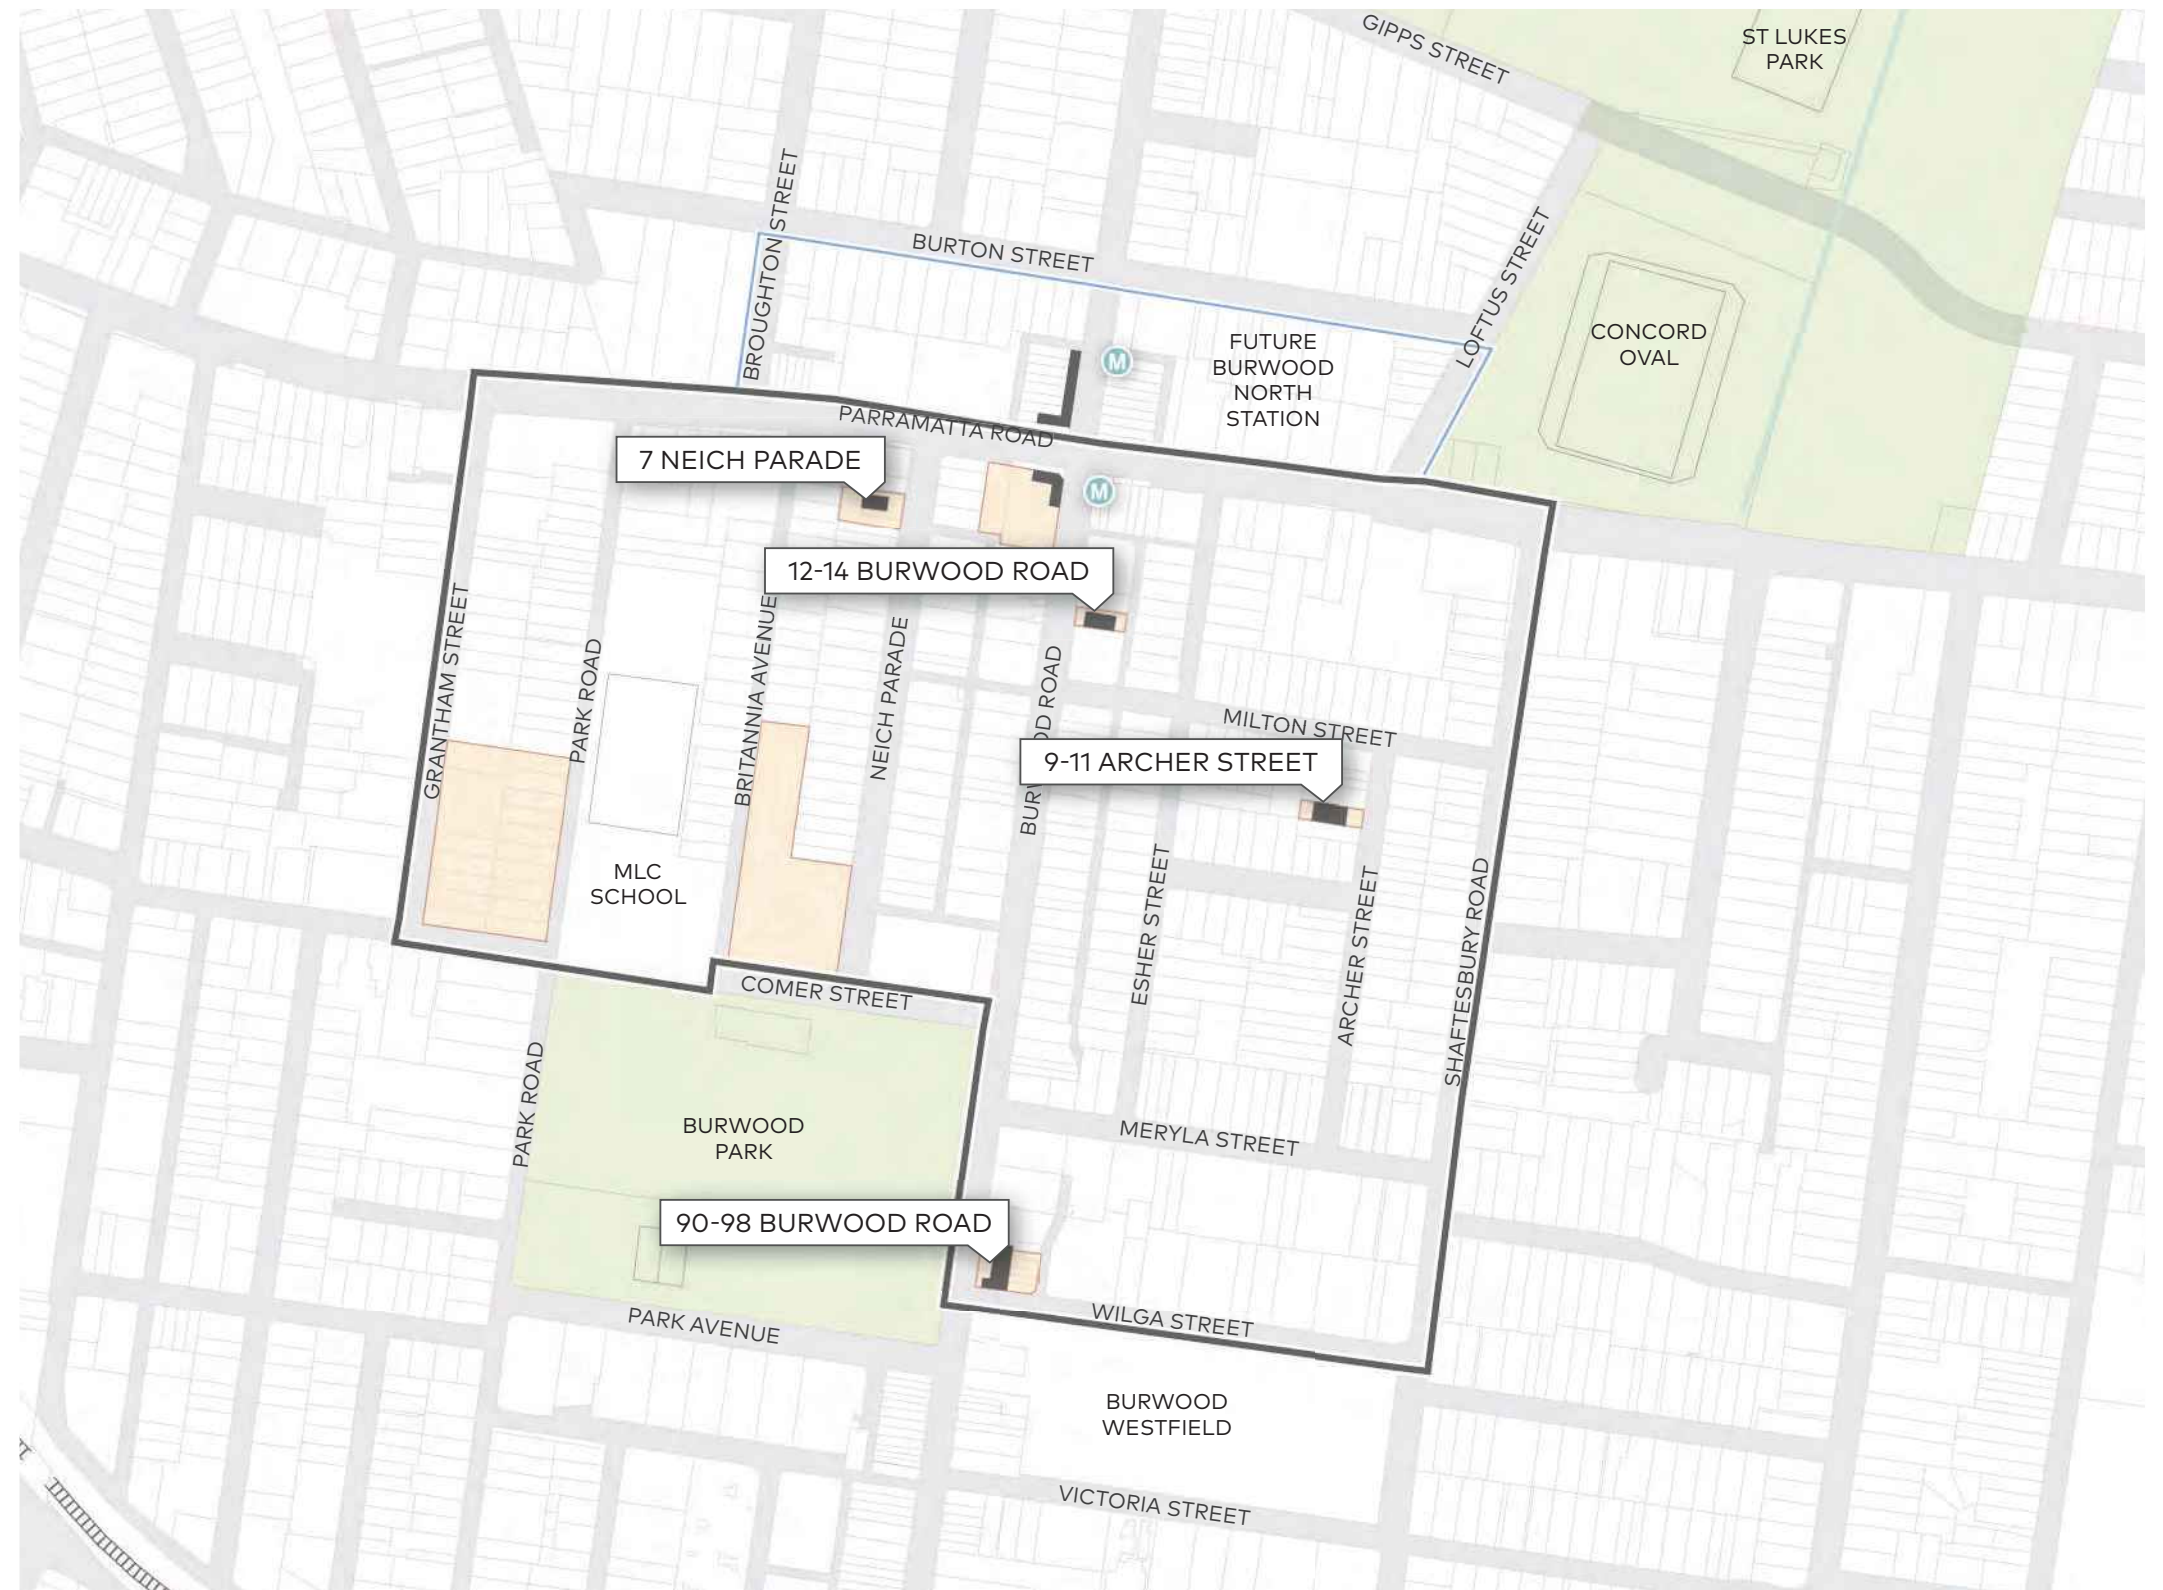 GIPPS STREET
ST LUKES
PARK
BROUGHTON STREET
BURTON STREET
LOFTUS STREET
FUTURE
BURWOOD
NORTH
STATION
CONCORD
OVAL
M
PARRAMATTA ROAD
7 NEICH PARADE
M
12-14 BURWOOD ROAD
GRANTHAM STREET
PARK ROAD
BRITANNIA AVENUE
NEICH PARADE
BURWOOD ROAD
MILTON STREET
9-11 ARCHER STREET
MLC
SCHOOL
ESHER STREET
ARCHER STREET
SHAFTESBURY ROAD
COMER STREET
PARK ROAD
BURWOOD
PARK
MERYLA STREET
90-98 BURWOOD ROAD
PARK AVENUE
WILGA STREET
BURWOOD
WESTFIELD
VICTORIA STREET